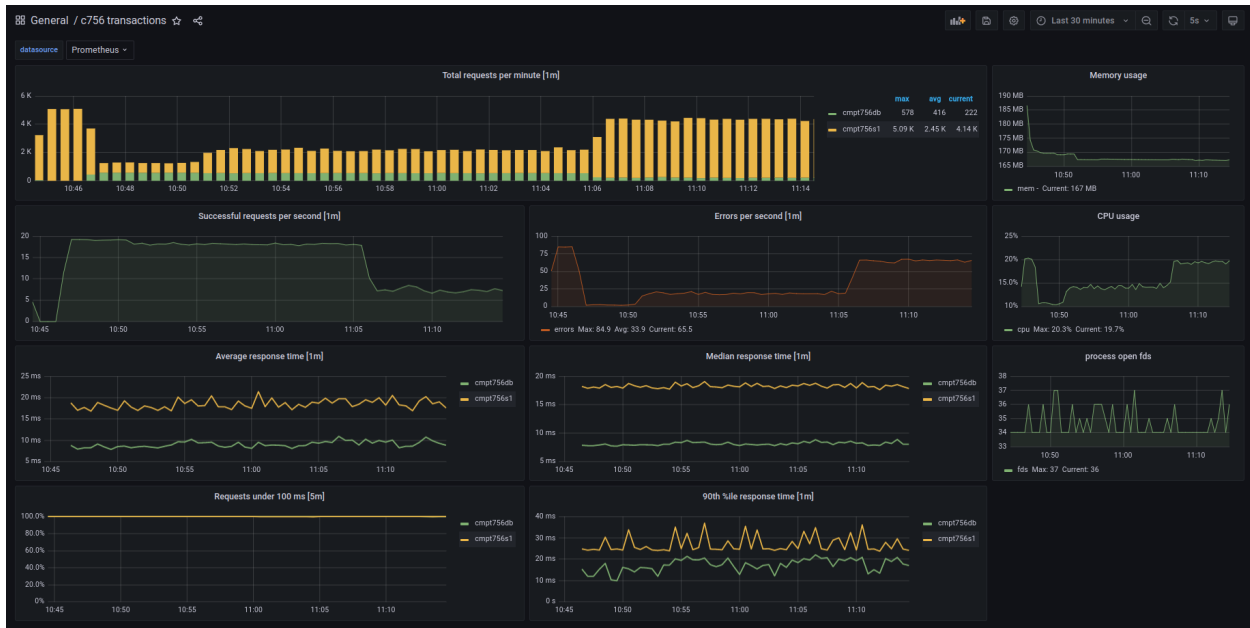 General / c756 transactions
Last 30 minutes
5s
datasource
Prometheus
Total requests per minute [1m]
6 K
4 K
2 K
0
10:46 10:48 10:50 10:52 10:54 10:56 10:58 11:00 11:02 11:04 11:06 11:08 11:10 11:12 11:14
max avg current
cmpt756db 578 416 222
cmpt756s1 5.09 K 2.45 K 4.14 K
Memory usage
190 MB
185 MB
180 MB
175 MB
170 MB
165 MB
10:50 11:00 11:10
mem - Current: 167 MB
Successful requests per second [1m]
20
15
10
5
0
10:45 10:50 10:55 11:00 11:05 11:10
Errors per second [1m]
100
75
50
25
0
10:45 10:50 10:55 11:00 11:05 11:10
errors Max: 84.9 Avg: 33.9 Current: 65.5
CPU usage
25%
20%
15.0%
10%
10:50 11:00 11:10
cpu Max: 20.3% Current: 19.7%
Average response time [1m]
25 ms
20 ms
15 ms
10 ms
5 ms
10:45 10:50 10:55 11:00 11:05 11:10
cmpt756db
cmpt756s1
Median response time [1m]
20 ms
15 ms
10 ms
5 ms
10:45 10:50 10:55 11:00 11:05 11:10
cmpt756db
cmpt756s1
process open fds
38
37
36
35
34
33
10:50 11:00 11:10
fds Max: 37 Current: 36
Requests under 100 ms [5m]
100.0%
80.0%
60.0%
40.0%
20.0%
0%
10:45 10:50 10:55 11:00 11:05 11:10
cmpt756db
cmpt756s1
90th %ile response time [1m]
40 ms
30 ms
20 ms
10 ms
0 s
10:45 10:50 10:55 11:00 11:05 11:10
cmpt756db
cmpt756s1